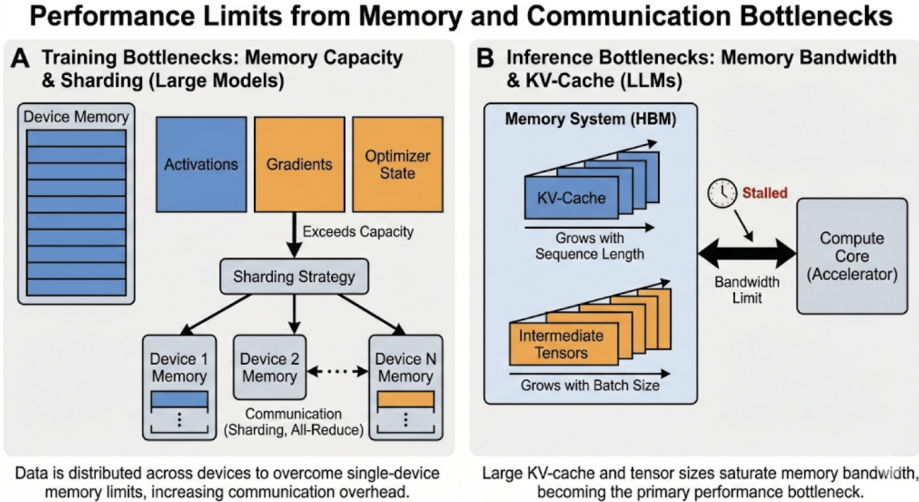 Performance Limits from Memory and Communication Bottlenecks
A Training Bottlenecks: Memory Capacity
& Sharding (Large Models)
Device Memory
Activations
Gradients
Optimizer
State
Exceeds Capacity
Sharding Strategy
Device 1
Memory
Device 2
Memory
Device N
Memory
Communication
(Sharding, All-Reduce)
Data is distributed across devices to overcome single-device
memory limits, increasing communication overhead.
B Inference Bottlenecks: Memory Bandwidth
& KV-Cache (LLMs)
Memory System (HBM)
KV-Cache
Grows with
Sequence Length
Intermediate
Tensors
Grows with Batch Size
Stalled
Bandwidth
Limit
Compute
Core
(Accelerator)
Large KV-cache and tensor sizes saturate memory bandwidth,
becoming the primary performance bottleneck.